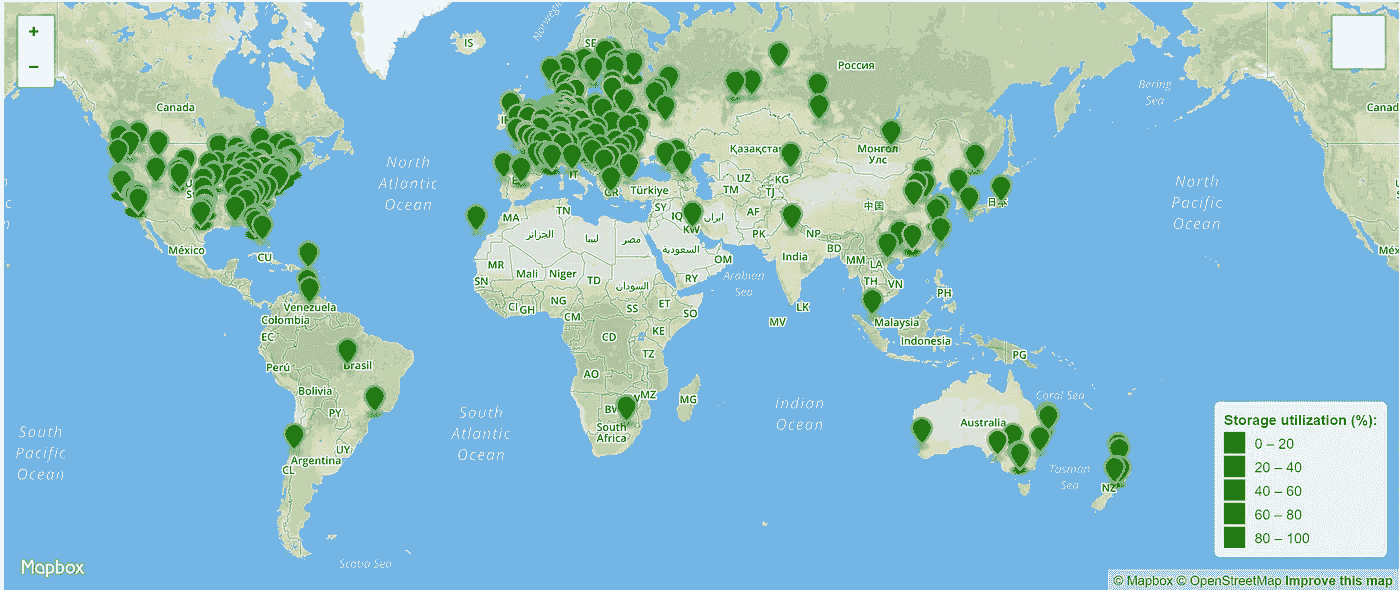 +
−
IS
Norwegi
SE
Россия
Bering
Sea
Canada
Canad
Қазақстан
Монгол
Улс
North
Atlantic
Ocean
North
Pacific
Ocean
IT
GR
Türkiye
UZ
KG
TM
TJ
中国
日本
MA
TN
SY
IQ
ایران
AF
KW
PK
NP
México
Méx
CU
الجزائر
ليبيا
مصر
السعودية
OM
BD
India
MM
LA
MR
Mali
Niger
TD
السودان
RY
Arabian
Sea
TH
VN
SN
CI
GH
NG
CM
SS
ET
SO
LK
PH
MV
Venezuela
Colombia
Malaysia
Indonesia
EC
CD
KE
TZ
PG
Perú
Brasil
AO
Bolivia
MZ
MG
BW
PY
South
Africa
South
Atlantic
Ocean
Indian
Ocean
Coral Sea
Australia
South
Pacific
Ocean
UY
Argentina
CL
Tasman
Sea
NZ
Scotia Sea
Storage utilization (%):
0 – 20
20 – 40
40 – 60
60 – 80
80 – 100
Mapbox
© Mapbox © OpenStreetMap Improve this map